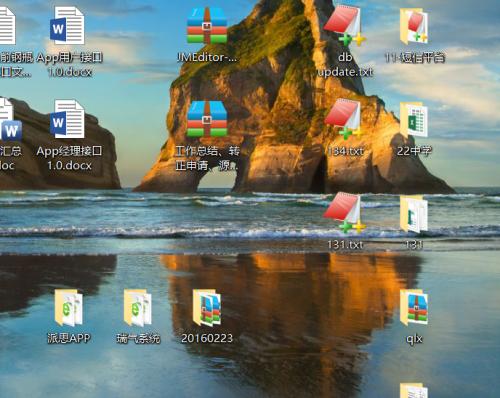 前钢瓶
口文...
App用户接口
1.0.docx
JMEditor-...
db
update.txt
11-短信平台
汇总
doc
App经理接口
1.0.docx
工作总结、转
正申请、源...
134.txt
22中学
131.txt
131
派思APP
瑞气系统
20160223
qlx